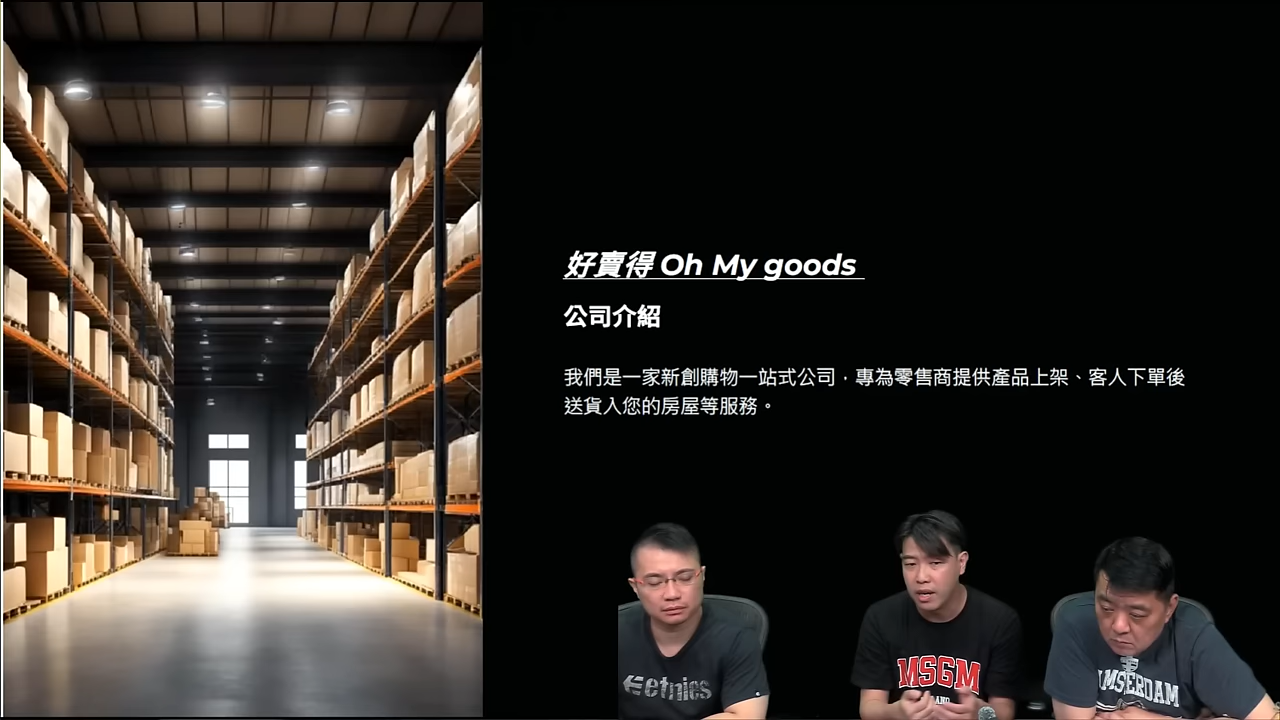 好賣得 Oh My goods
公司介紹
我們是一家新創購物一站式公司，專為零售商提供產品上架、客人下單後
送貨入您的房屋等服務。
etnies
MSGM
AMSTERDAM